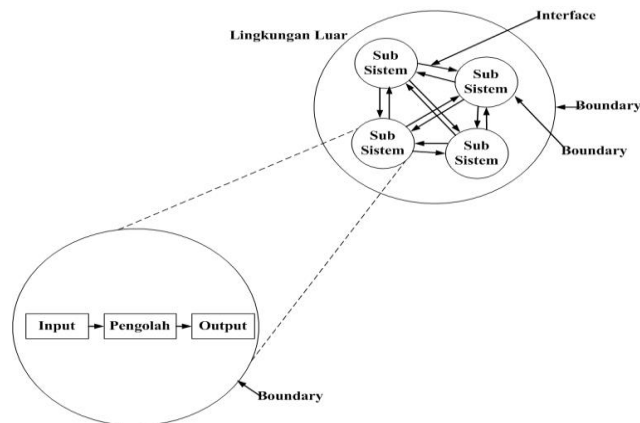 Interface
Lingkungan Luar
Sub
Sistem
Sub
Sistem
Boundary
Sub
Sistem
Sub
Sistem
Boundary
Input
Pengolah
Output
Boundary